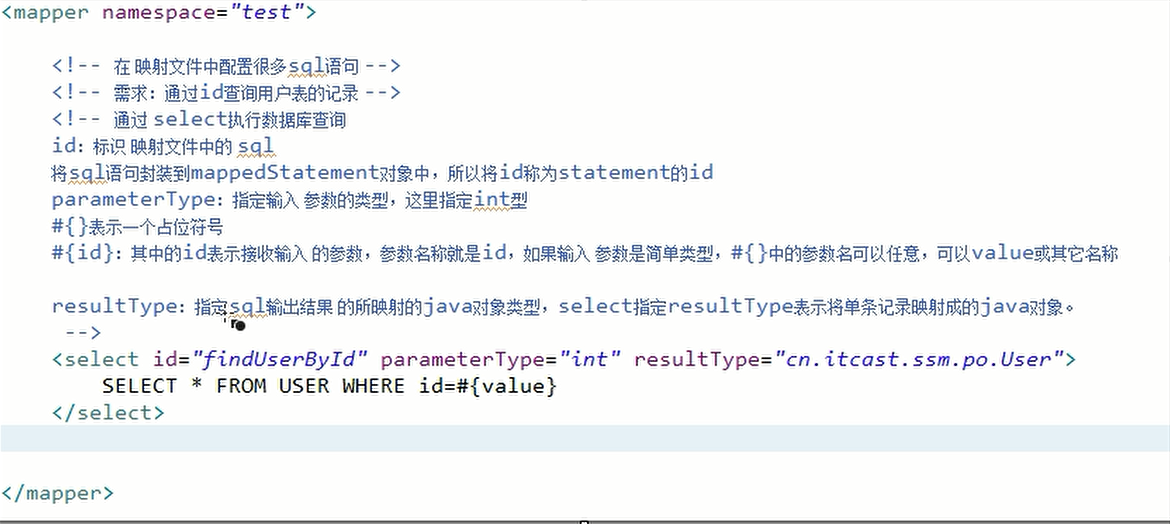 <mapper namespace="test">
<!-- 在 映射文件中配置很多sql语句 -->
<!-- 需求：通过id查询用户表的记录 -->
<!-- 通过 select执行数据库查询
id：标识 映射文件中的 sql
将sql语句封装到mappedStatement对象中，所以将id称为statement的id
parameterType：指定输入 参数的类型，这里指定int型
#{}表示一个占位符号
#{id}：其中的id表示接收输入 的参数，参数名称就是id，如果输入 参数是简单类型，#{}中的参数名可以任意，可以value或其它名称
resultType：指定sql输出结果 的所映射的java对象类型，select指定resultType表示将单条记录映射成的java对象。
-->
<select id="findUserById" parameterType="int" resultType="cn.itcast.ssm.po.User">
SELECT * FROM USER WHERE id=#{value}
</select>
</mapper>